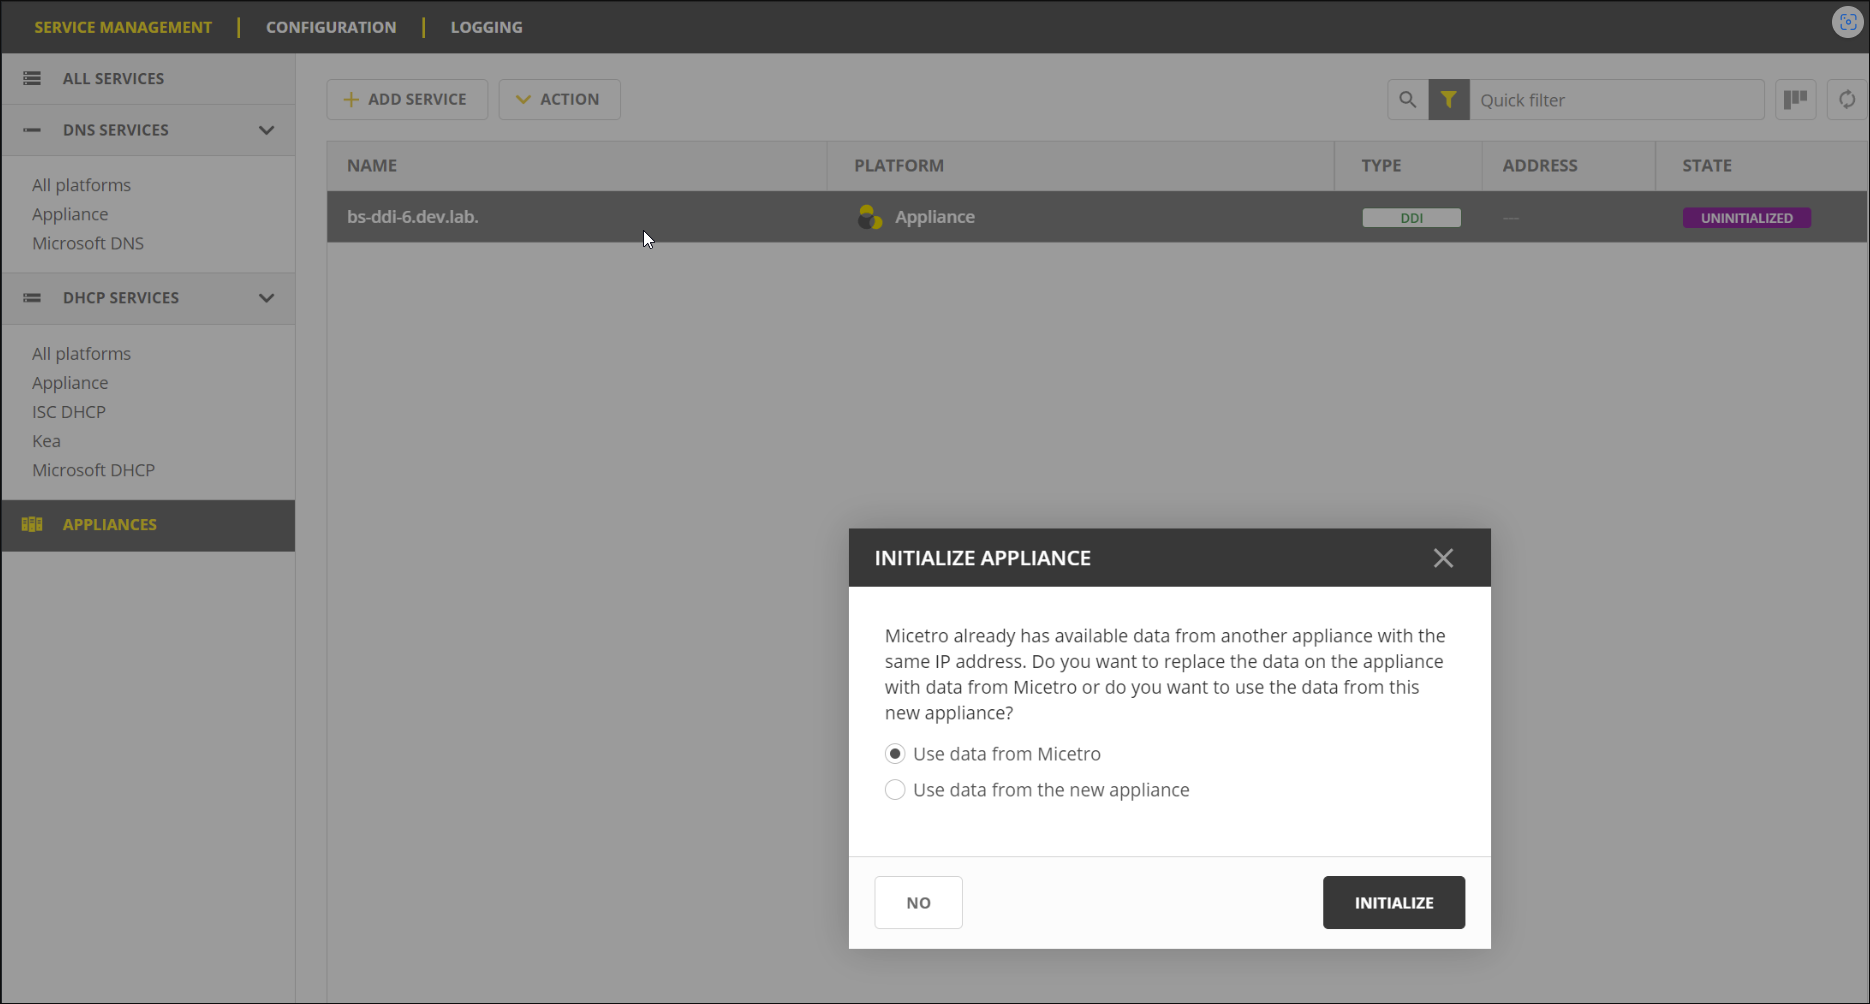 SERVICE MANAGEMENT
CONFIGURATION
LOGGING
ALL SERVICES
DNS SERVICES
All platforms
Appliance
Microsoft DNS
DHCP SERVICES
All platforms
Appliance
ISC DHCP
Kea
Microsoft DHCP
APPLIANCES
ADD SERVICE
ACTION
Quick filter
NAME PLATFORM TYPE ADDRESS STATE
bs-ddi-6.dev.lab. Appliance DDI — UNINITIALIZED
INITIALIZE APPLIANCE
Micetro already has available data from another appliance with the
same IP address. Do you want to replace the data on the appliance
with data from Micetro or do you want to use the data from this
new appliance?
Use data from Micetro
Use data from the new appliance
NO
INITIALIZE